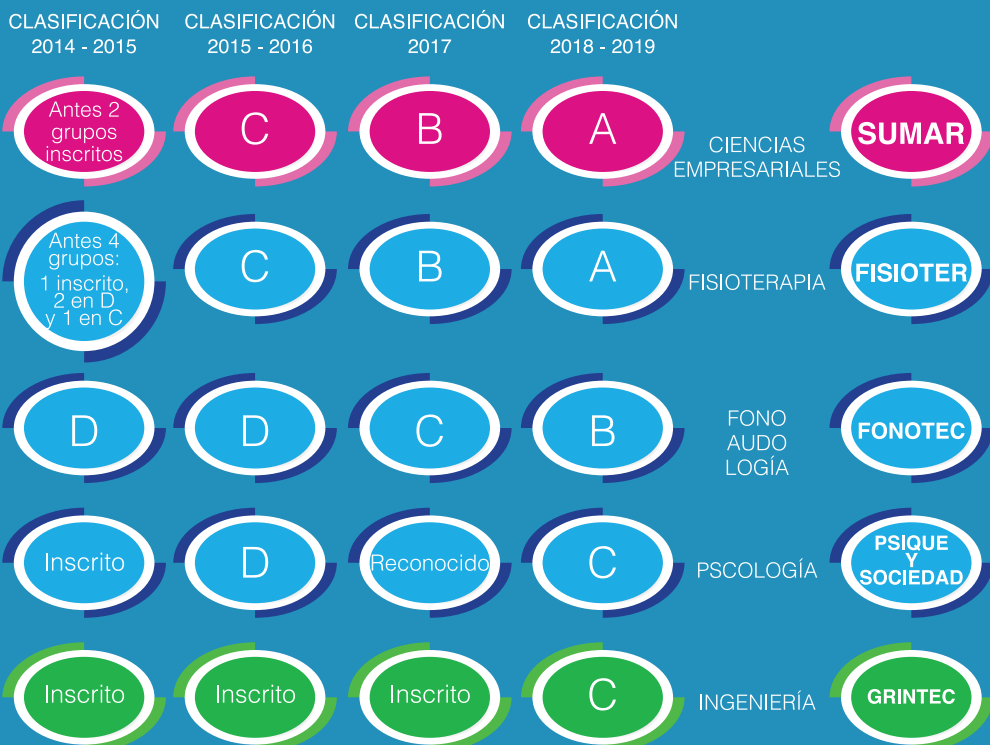 CLASIFICACIÓN
2014 - 2015
CLASIFICACIÓN
2015 - 2016
CLASIFICACIÓN
2017
CLASIFICACIÓN
2018 - 2019
Antes 2
grupos
inscritos
C
B
A
CIENCIAS
EMPRESARIALES
SUMAR
Antes 4
grupos:
1 inscrito,
2 en D
y 1 en C
C
B
A
FISIOTERAPIA
FISIOTER
D
D
C
B
FONO
AUDO
LOGÍA
FONOTEC
Inscrito
D
Reconocido
C
PSCOLOGÍA
PSIQUE
Y
SOCIEDAD
Inscrito
Inscrito
Inscrito
C
INGENIERÍA
GRINTEC